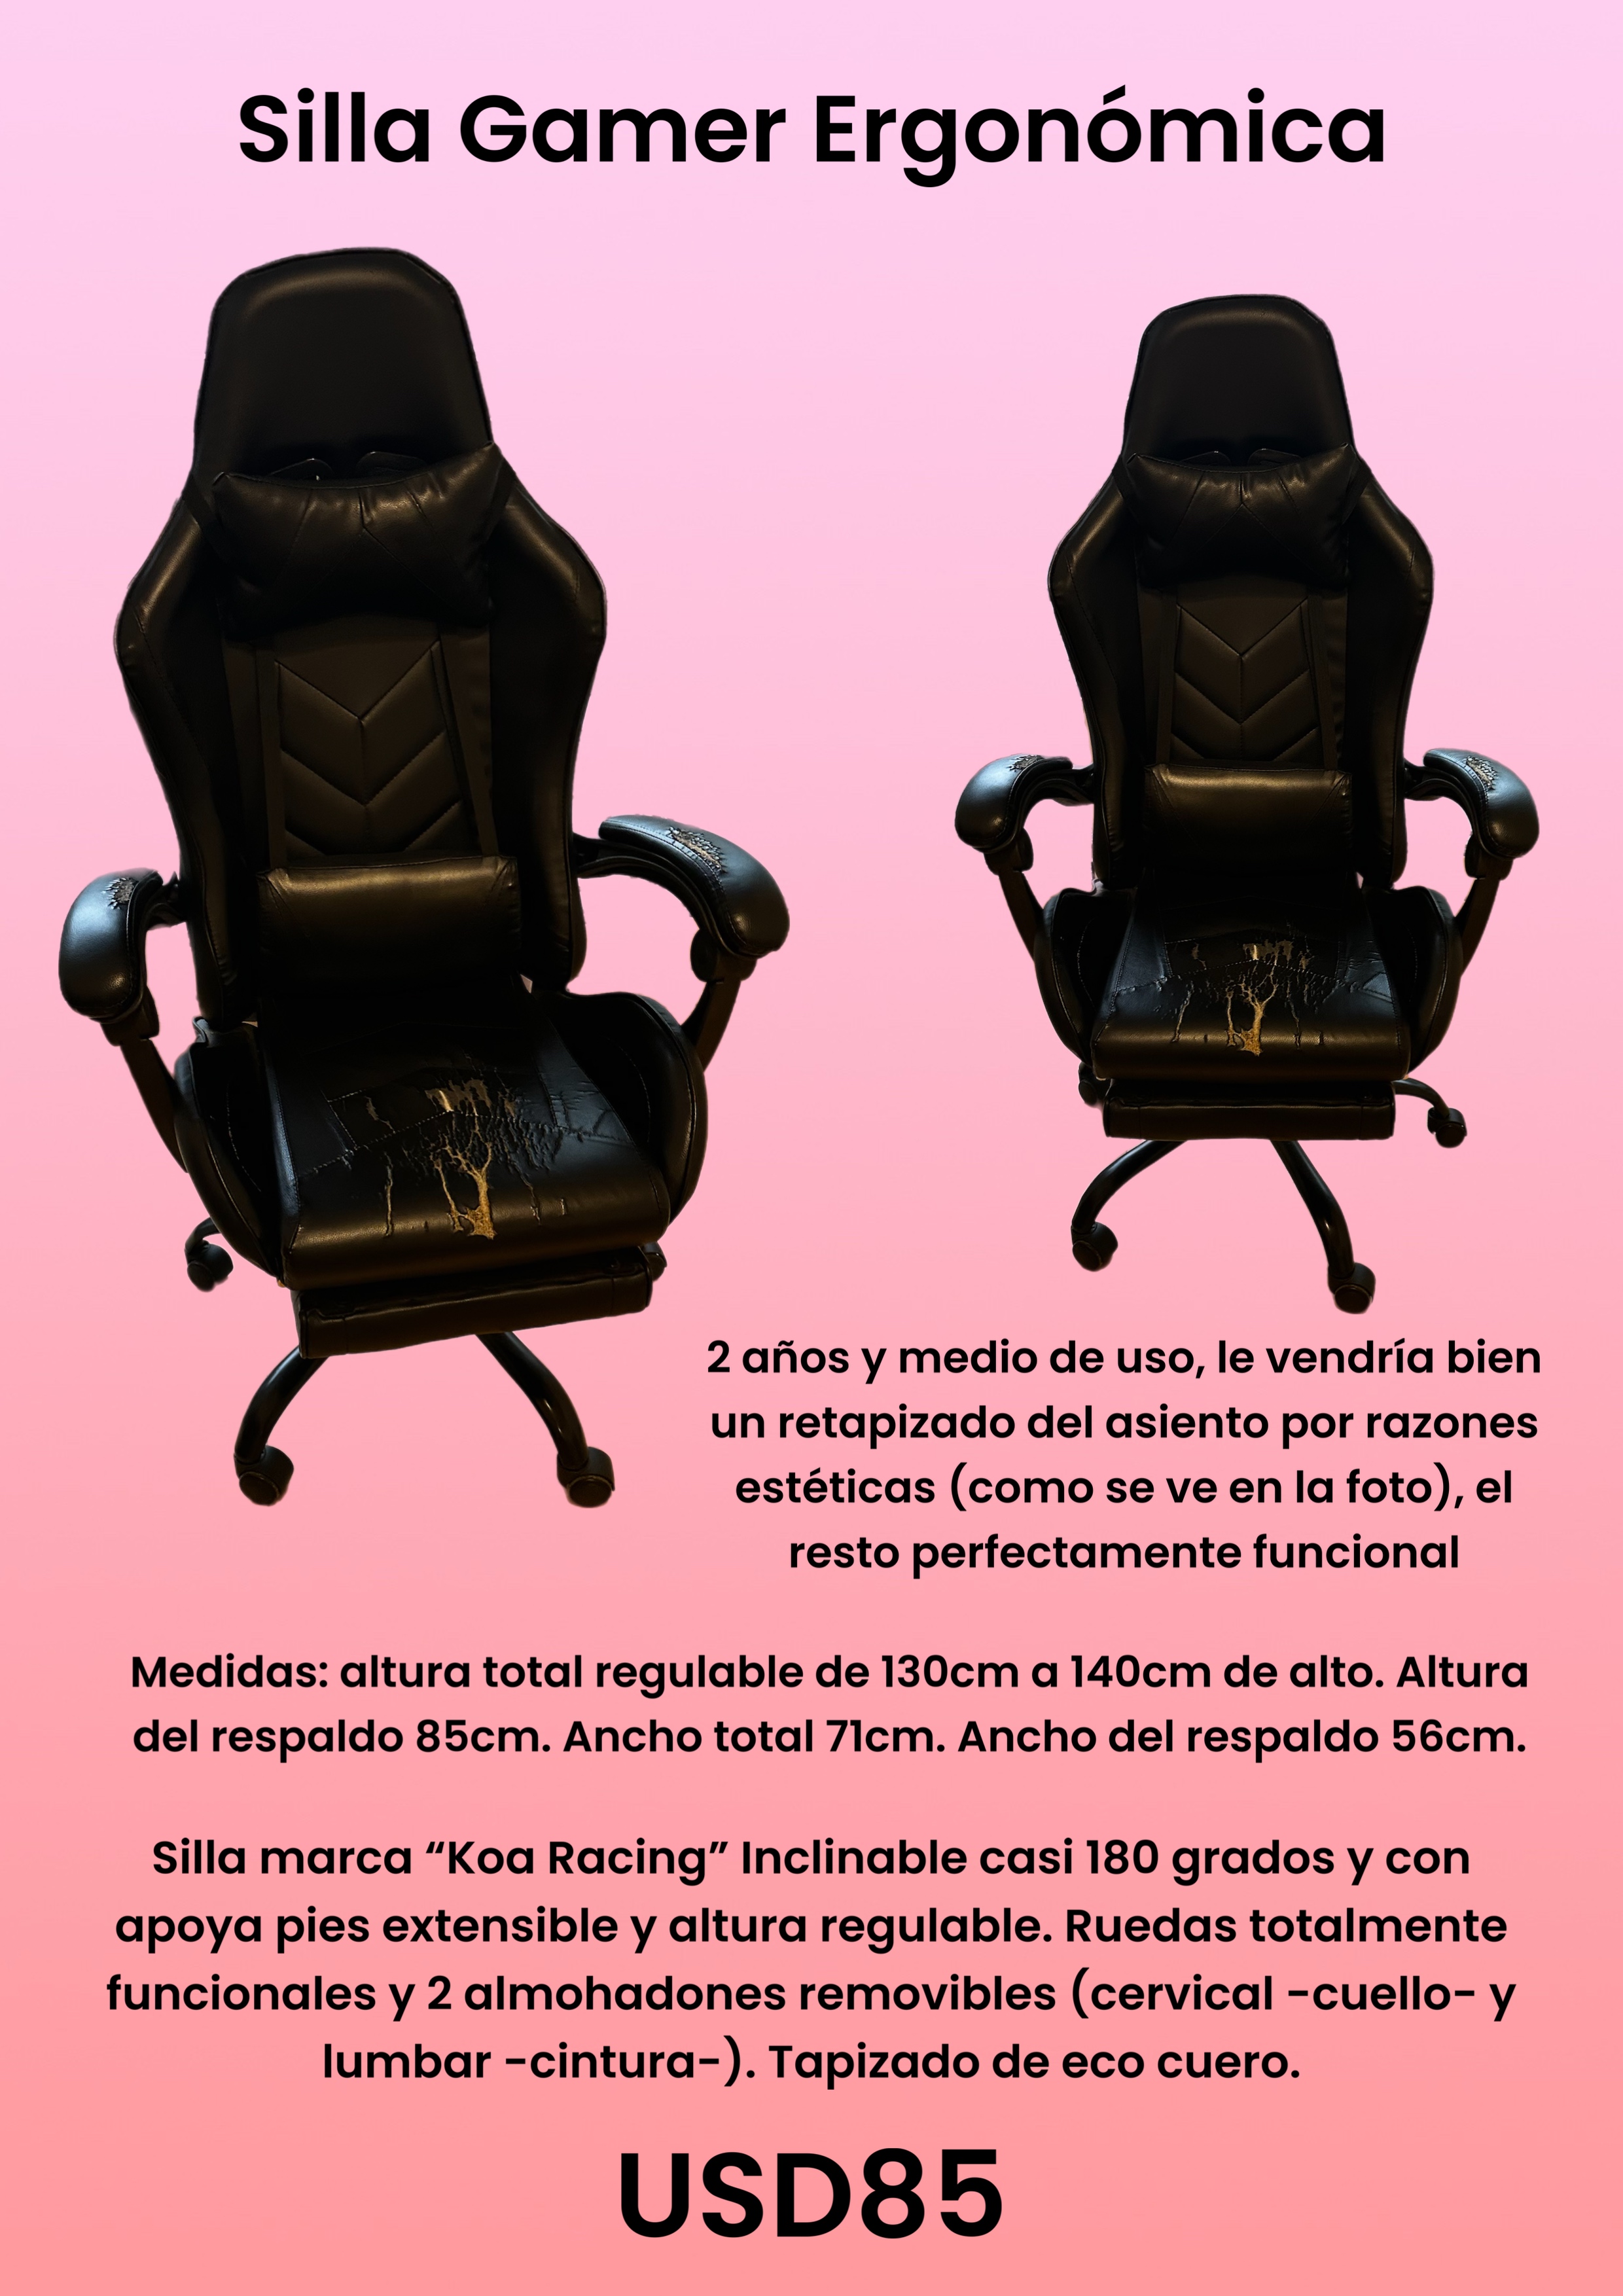 Silla Gamer Ergonómica
2 años y medio de uso, le vendría bien
un retapizado del asiento por razones
estéticas (como se ve en la foto), el
resto perfectamente funcional
Medidas: altura total regulable de 130cm a 140cm de alto. Altura
del respaldo 85cm. Ancho total 71cm. Ancho del respaldo 56cm.
Silla marca “Koa Racing” Inclinable casi 180 grados y con
apoya pies extensible y altura regulable. Ruedas totalmente
funcionales y 2 almohadones removibles (cervical -cuello- y
lumbar -cintura-). Tapizado de eco cuero.
USD85